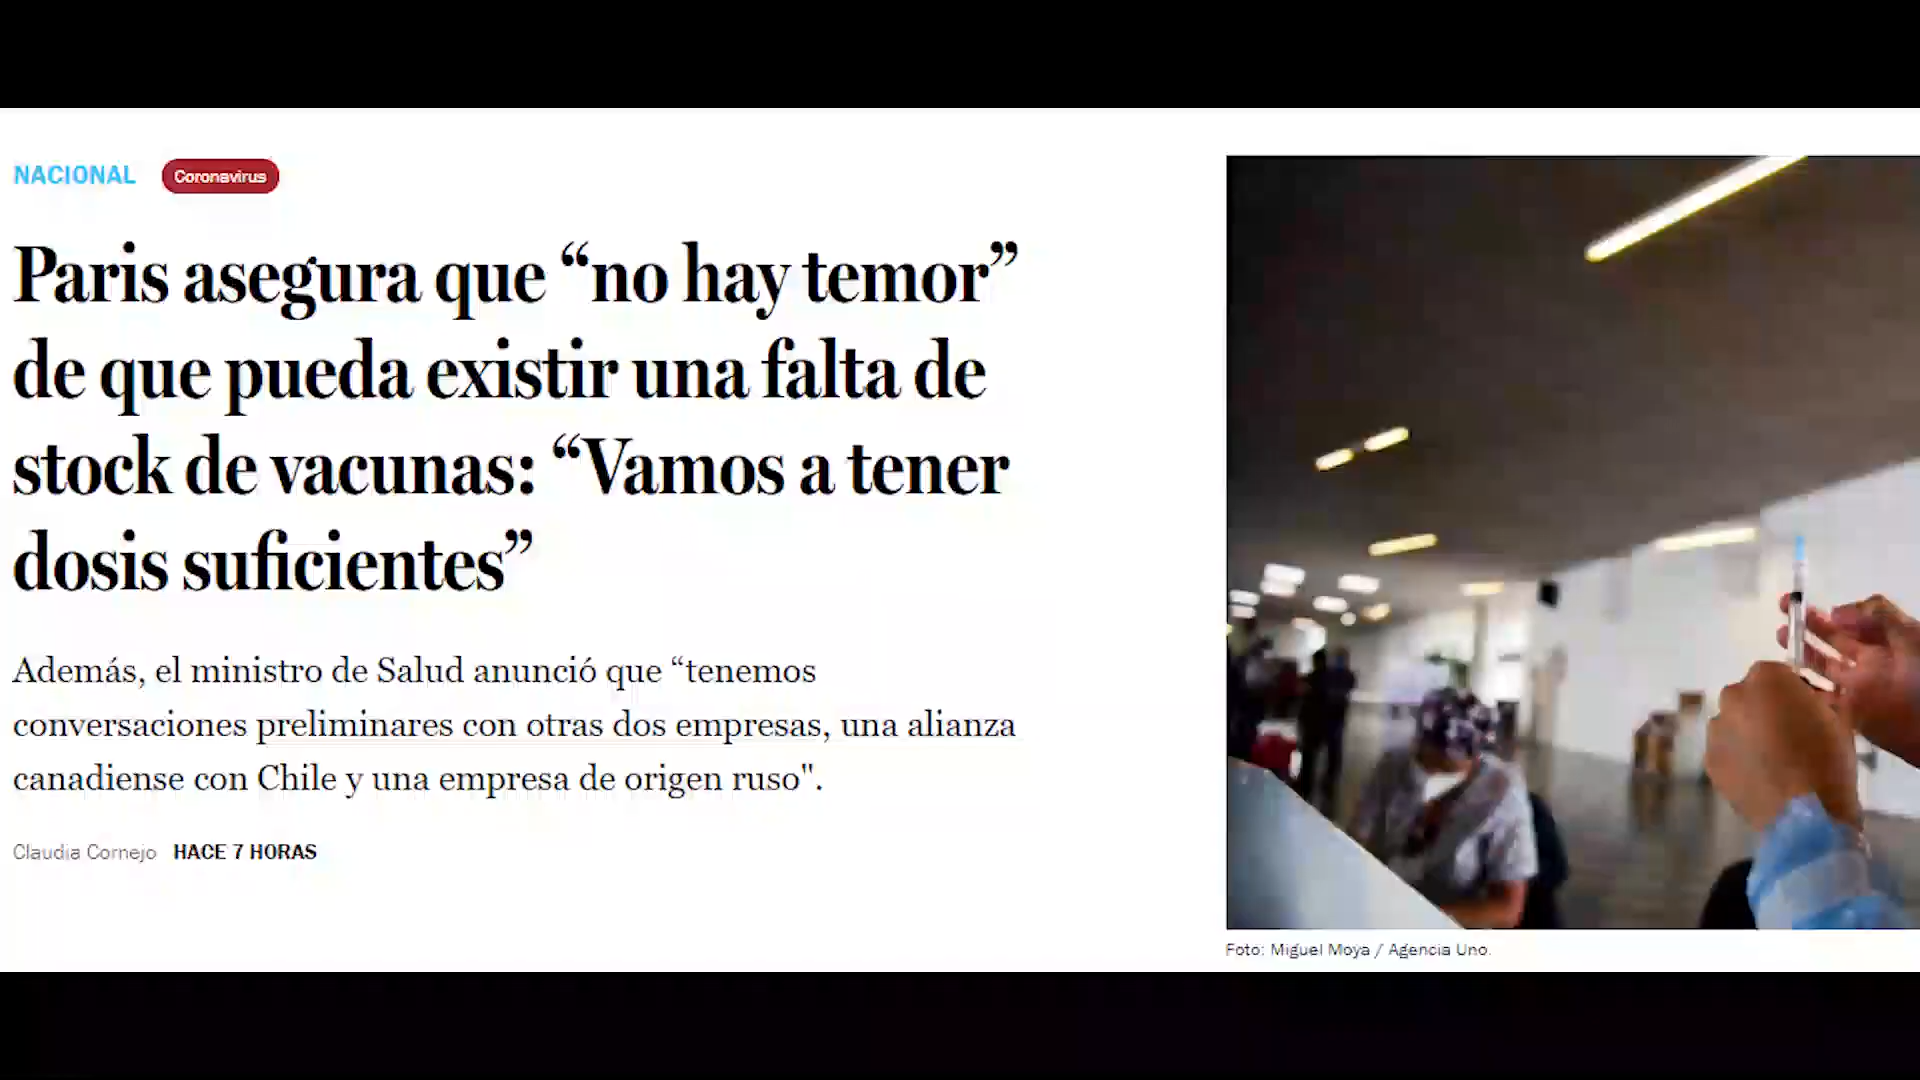 NACIONAL Coronavirus
Paris asegura que “no hay temor”
de que pueda existir una falta de
stock de vacunas: “Vamos a tener
dosis suficientes”
Además, el ministro de Salud anunció que “tenemos
conversaciones preliminares con otras dos empresas, una alianza
canadiense con Chile y una empresa de origen ruso".
Claudia Cornejo HACE 7 HORAS
Foto: Miguel Moya / Agencia Uno.